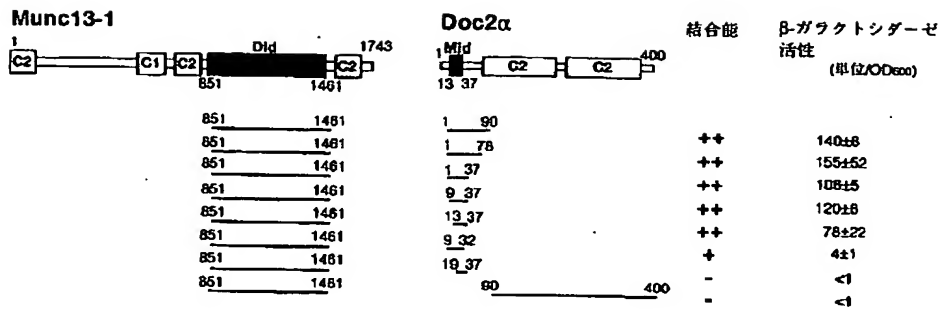 Munc13-1 Doc2α 結合能 β-ガラクトシダーゼ
活性
(単位/OD600)
1 Did 1743 1 Mid 400
C2 C1 C2 C2 C2 C2
851 1461 13 37
851 1461 1 90 ++ 140±8
851 1461 1 78 ++ 155±52
851 1461 1 37 ++ 108±5
851 1461 9 37 ++ 120±6
851 1461 13 37 ++ 78±22
851 1461 9 32 + 4±1
851 1461 19 37 - <1
851 1461 90 400 - <1